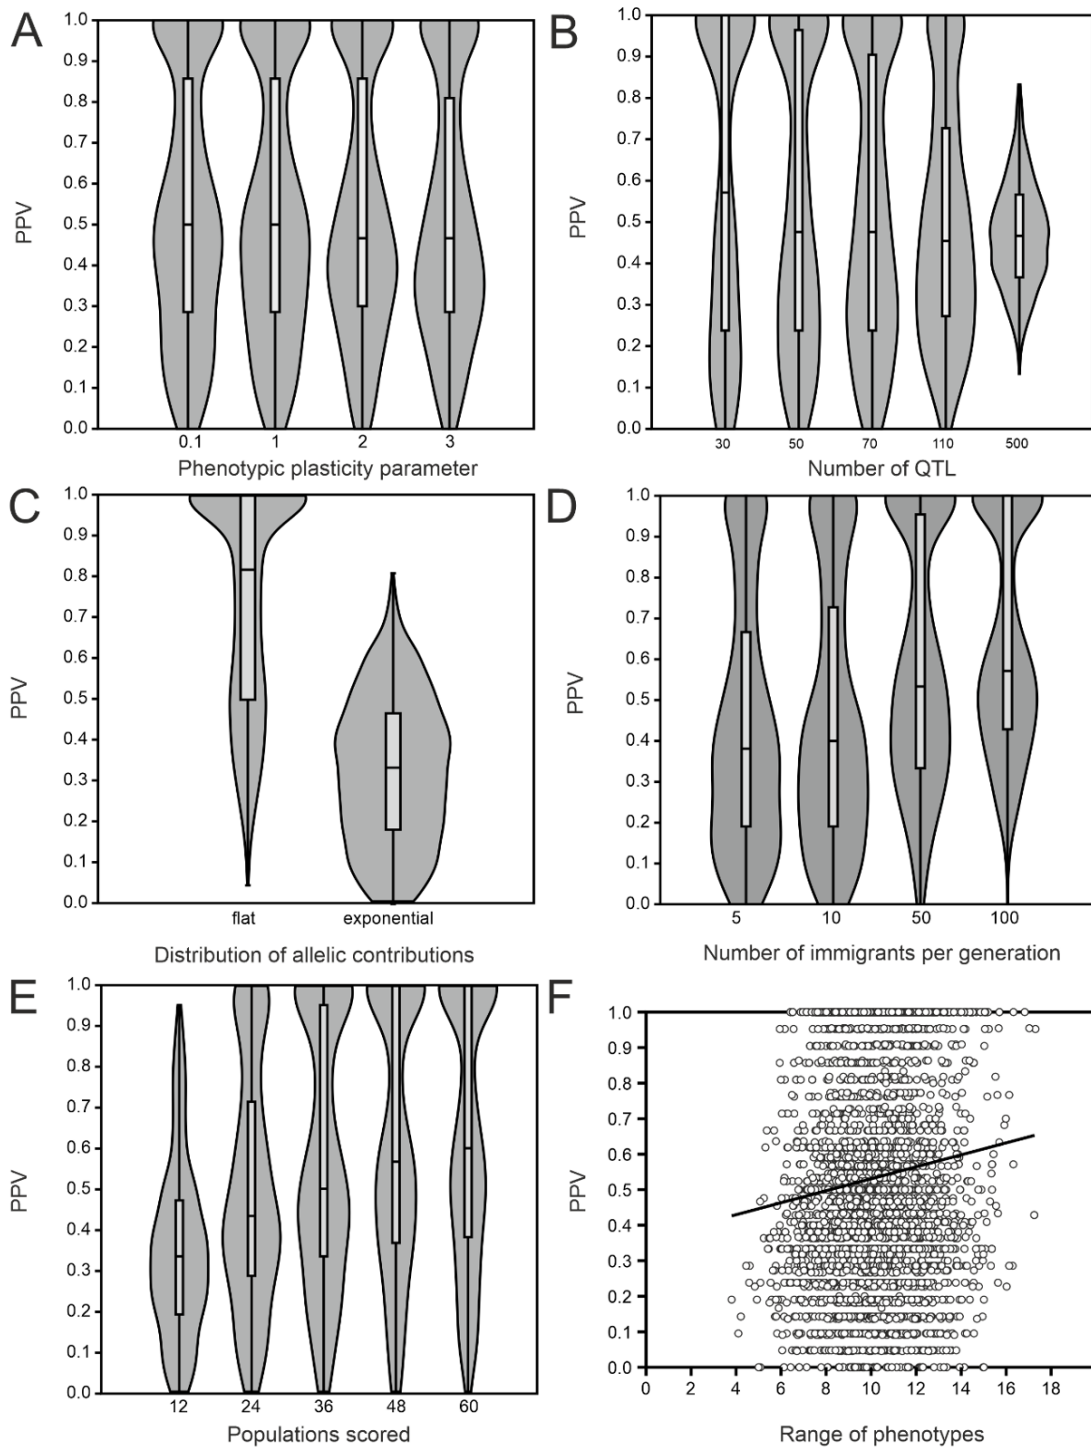 A
1.0
0.9
0.8
0.7
0.6
0.5
0.4
0.3
0.2
0.1
0.0
PPV
0.1 1 2 3
Phenotypic plasticity parameter
B
1.0
0.9
0.8
0.7
0.6
0.5
0.4
0.3
0.2
0.1
0.0
PPV
30 50 70 110 500
Number of QTL
C
1.0
0.9
0.8
0.7
0.6
0.5
0.4
0.3
0.2
0.1
0.0
PPV
flat exponential
Distribution of allelic contributions
D
1.0
0.9
0.8
0.7
0.6
0.5
0.4
0.3
0.2
0.1
0.0
PPV
5 10 50 100
Number of immigrants per generation
E
1.0
0.9
0.8
0.7
0.6
0.5
0.4
0.3
0.2
0.1
0.0
PPV
12 24 36 48 60
Populations scored
F
1.0
0.9
0.8
0.7
0.6
0.5
0.4
0.3
0.2
0.1
0.0
PPV
0 2 4 6 8 10 12 14 16 18
Range of phenotypes